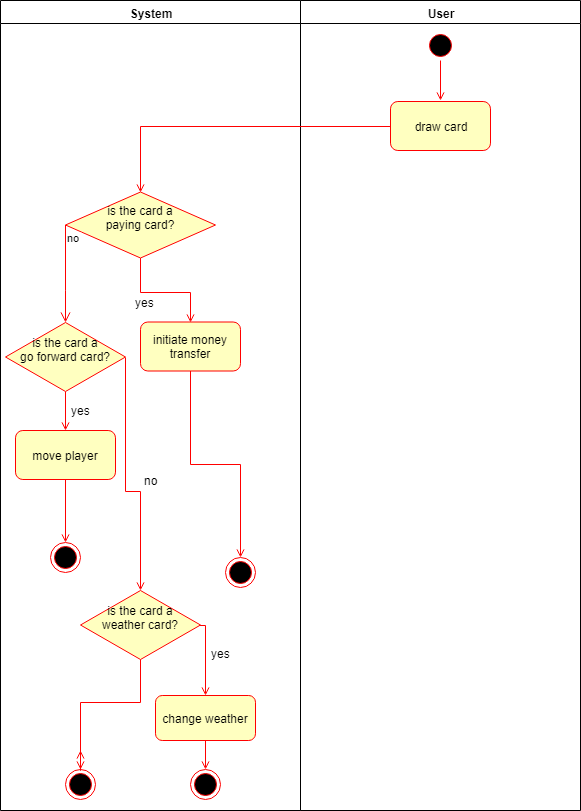 System
User
draw card
is the card a
paying card?
no
yes
is the card a
go forward card?
initiate money
transfer
yes
move player
no
is the card a
weather card?
yes
change weather